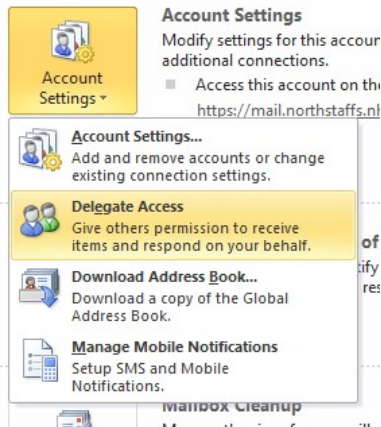 Account Settings
Modify settings for this accoun
additional connections.
Access this account on the
https://mail.northstaffs.nh
Account
Settings
Account Settings...
Add and remove accounts or change
existing connection settings.
Delegate Access
Give others permission to receive
items and respond on your behalf.
of
ify
res
Download Address Book...
Download a copy of the Global
Address Book.
Manage Mobile Notifications
Setup SMS and Mobile
Notifications.
Mailbox Cleanup